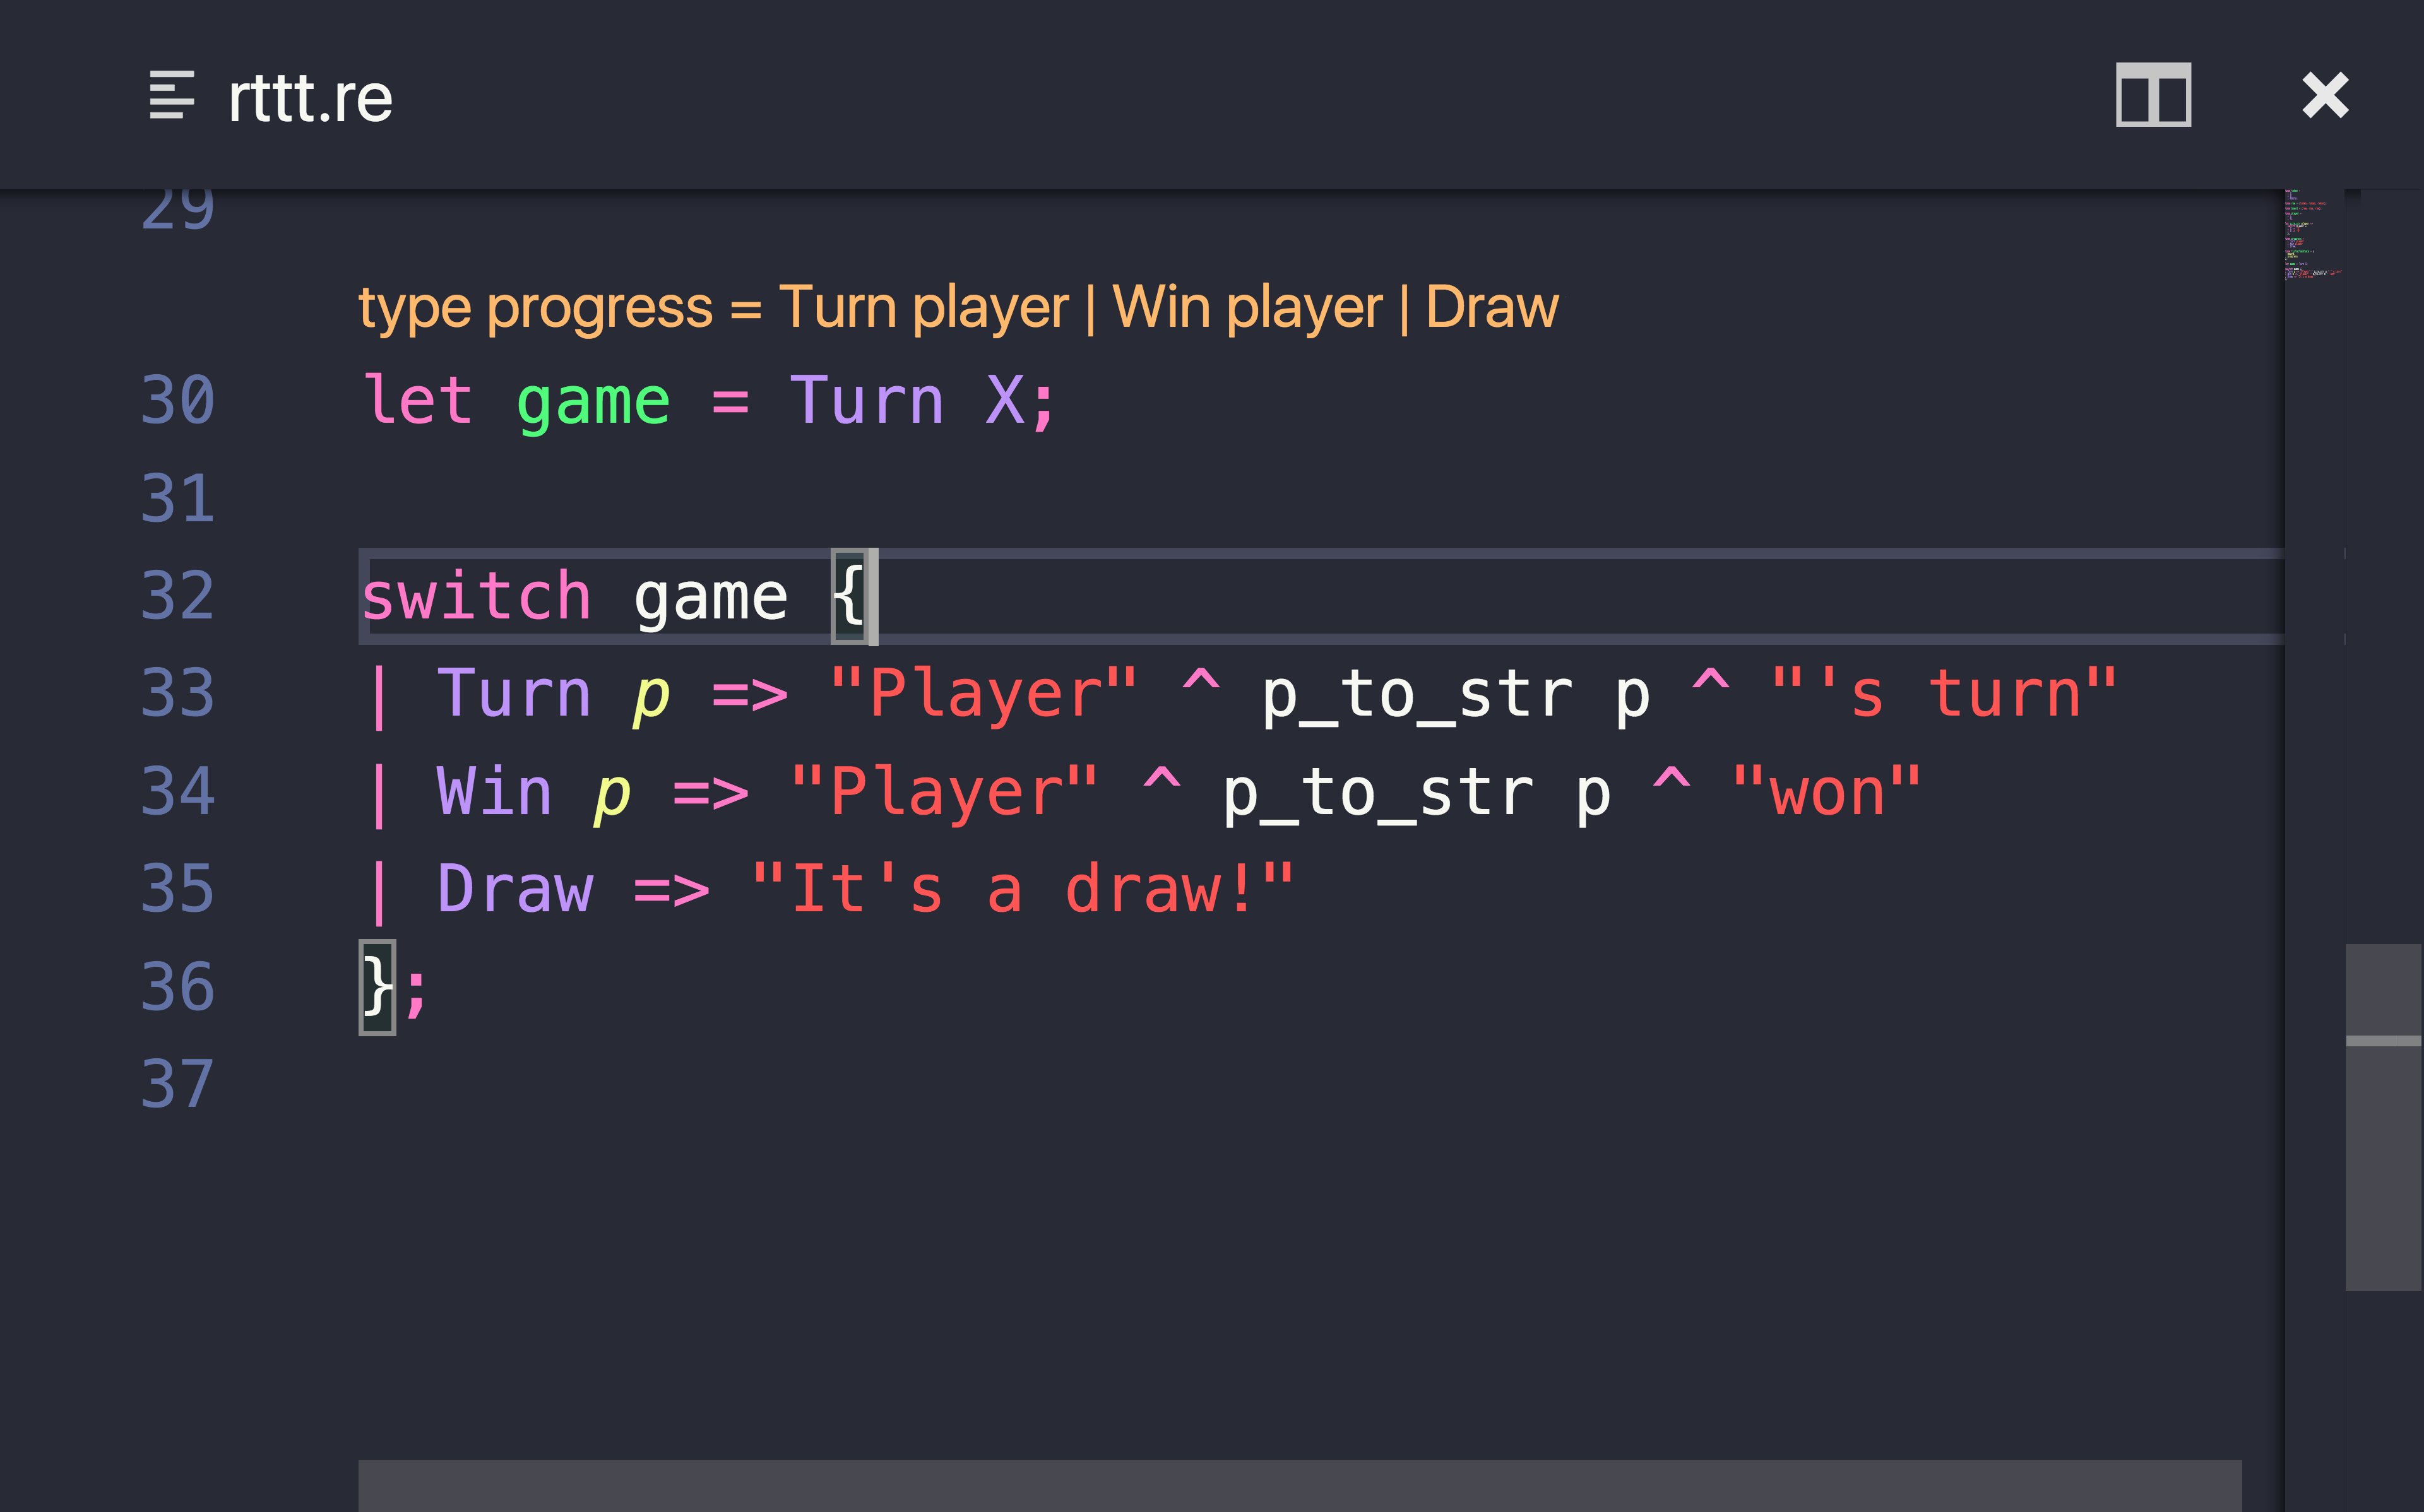 rttt.re
29
type progress = Turn player | Win player | Draw
30 let game = Turn X;
31
32 switch game {
33 | Turn p => "Player" ^ p_to_str p ^ "'s turn"
34 | Win p => "Player" ^ p_to_str p ^ "won"
35 | Draw => "It's a draw!"
36 };
37